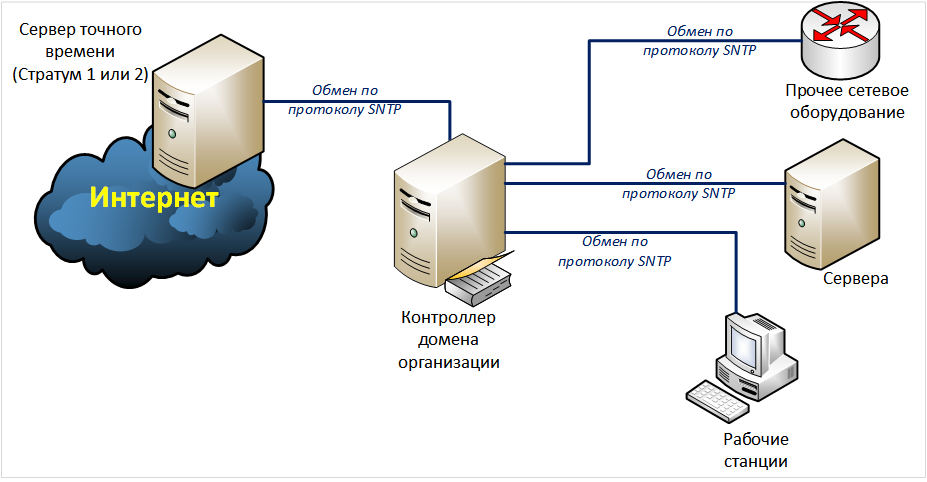 Сервер точного
времени
(Стратум 1 или 2)
Интернет
Обмен по
протоколу SNTP
Контроллер
домена
организации
Обмен по
протоколу SNTP
Прочее сетевое
оборудование
Обмен по
протоколу SNTP
Сервера
Обмен по
протоколу SNTP
Рабочие
станции